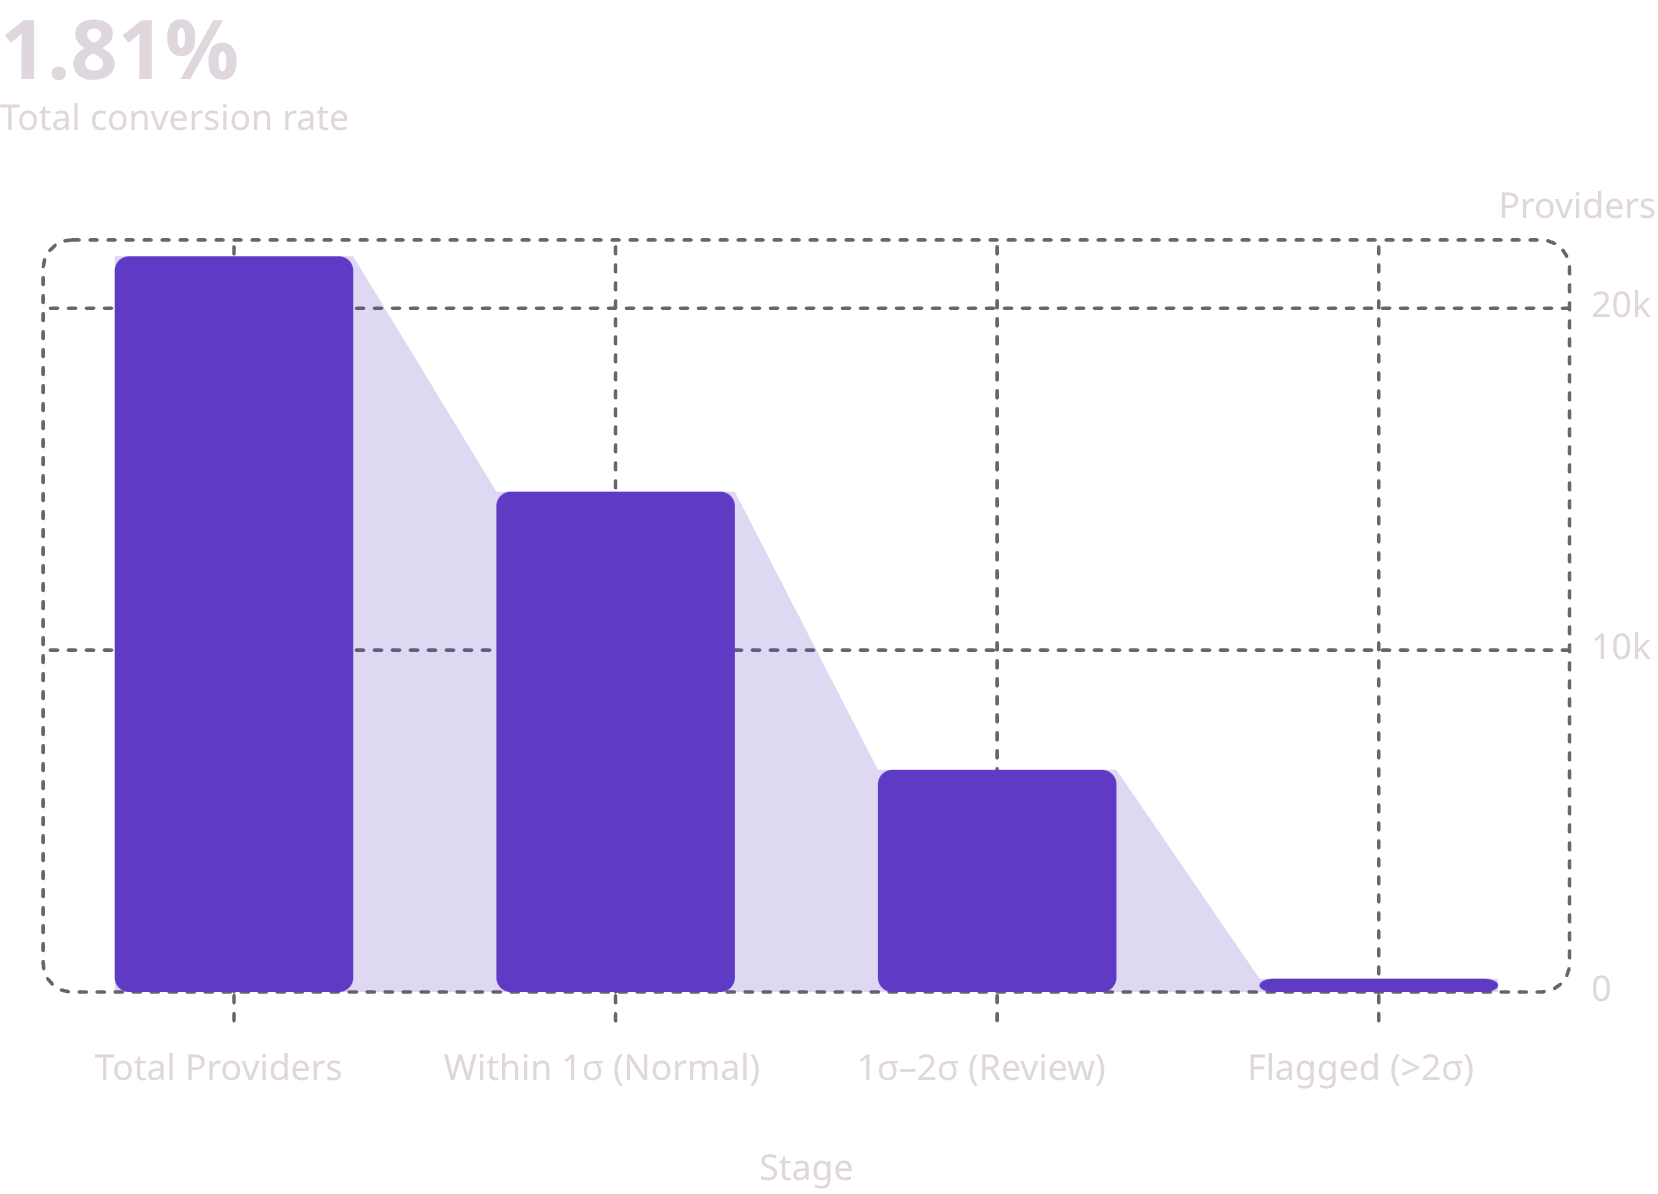 1.81%
Total conversion rate
Providers
20k
10k
0
Total Providers
Within 1σ (Normal)
1σ–2σ (Review)
Flagged (>2σ)
Stage